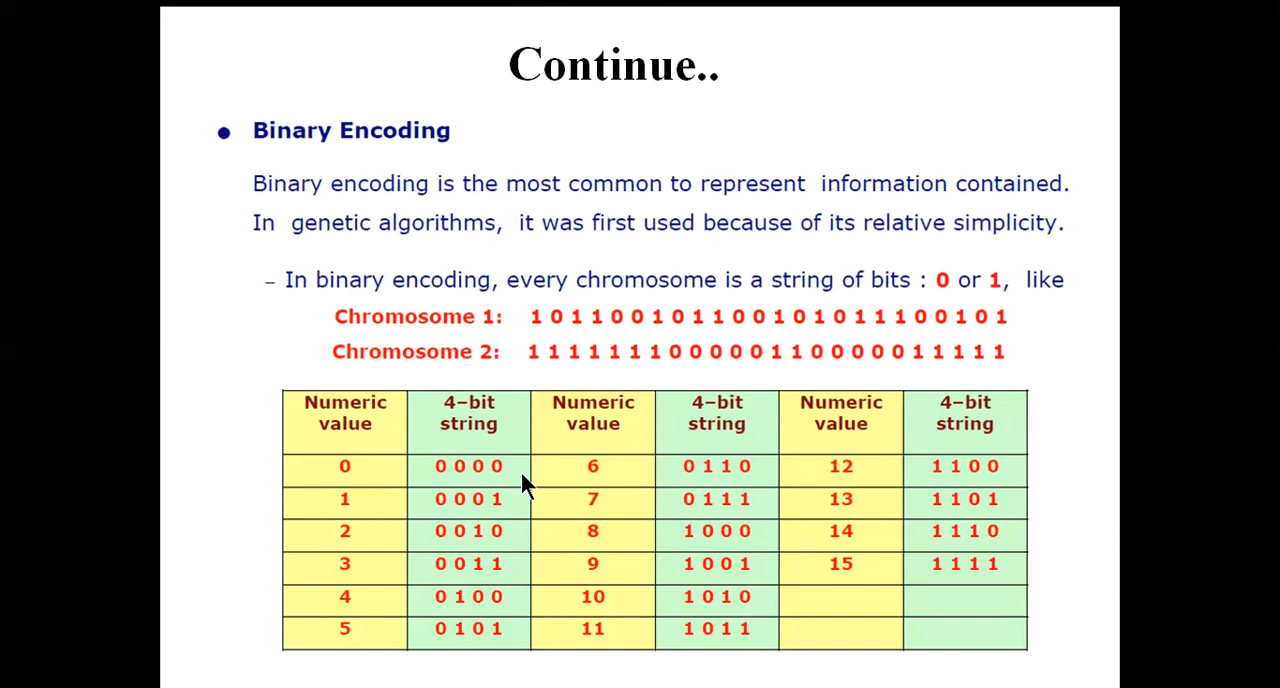 Continue..
● Binary Encoding
Binary encoding is the most common to represent information contained.
In genetic algorithms, it was first used because of its relative simplicity.
– In binary encoding, every chromosome is a string of bits : 0 or 1, like
Chromosome 1: 1 0 1 1 0 0 1 0 1 1 0 0 1 0 1 0 1 1 1 0 0 1 0 1
Chromosome 2: 1 1 1 1 1 1 1 0 0 0 0 0 1 1 0 0 0 0 0 1 1 1 1 1
Numeric value 4–bit string Numeric value 4–bit string Numeric value 4–bit string
0 0 0 0 0 6 0 1 1 0 12 1 1 0 0
1 0 0 0 1 7 0 1 1 1 13 1 1 0 1
2 0 0 1 0 8 1 0 0 0 14 1 1 1 0
3 0 0 1 1 9 1 0 0 1 15 1 1 1 1
4 0 1 0 0 10 1 0 1 0
5 0 1 0 1 11 1 0 1 1